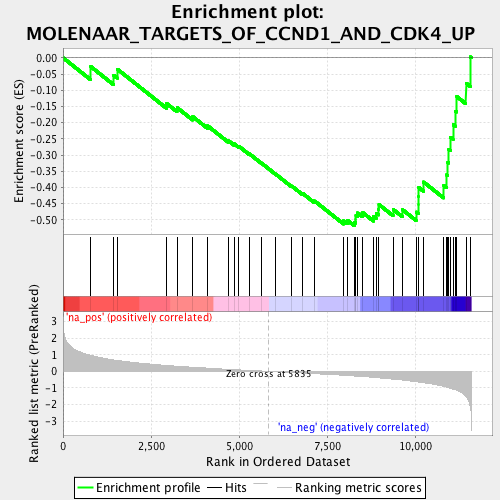 Enrichment plot:
MOLENAAR_TARGETS_OF_CCND1_AND_CDK4_UP
Enrichment score (ES)
0.00
-0.05
-0.10
-0.15
-0.20
-0.25
-0.30
-0.35
-0.40
-0.45
-0.50
'na_pos' (positively correlated)
Ranked list metric (PreRanked)
3
2
1
0
-1
-2
-3
Zero cross at 5835
'na_neg' (negatively correlated)
0
2,500
5,000
7,500
10,000
Rank in Ordered Dataset
Enrichment profile
Hits
Ranking metric scores